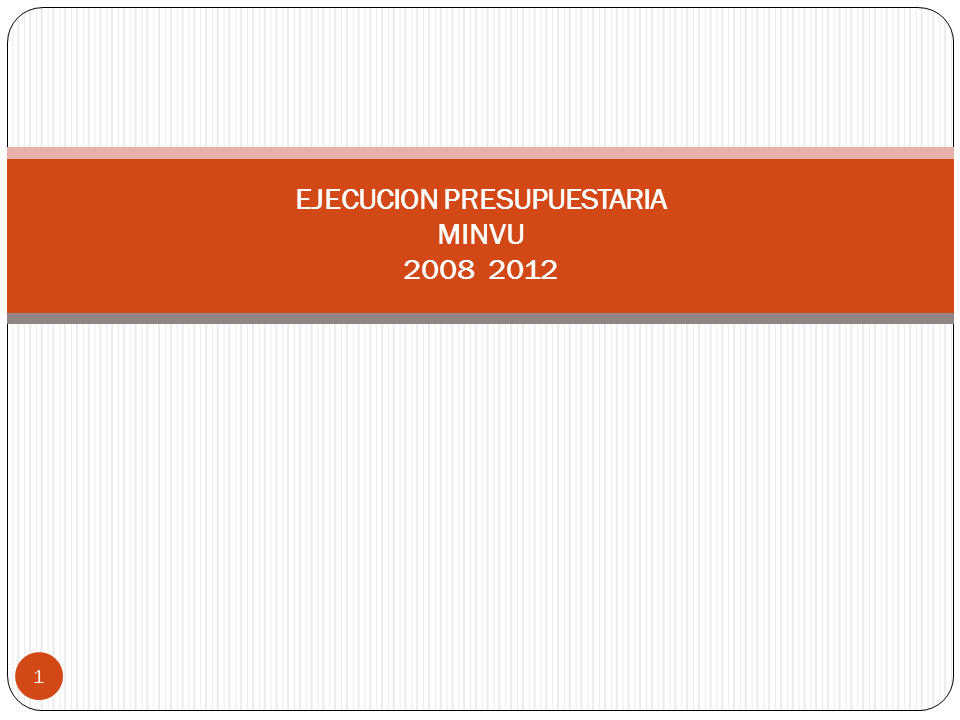 EJECUCION PRESUPUESTARIA
MINVU
2008 2012
1